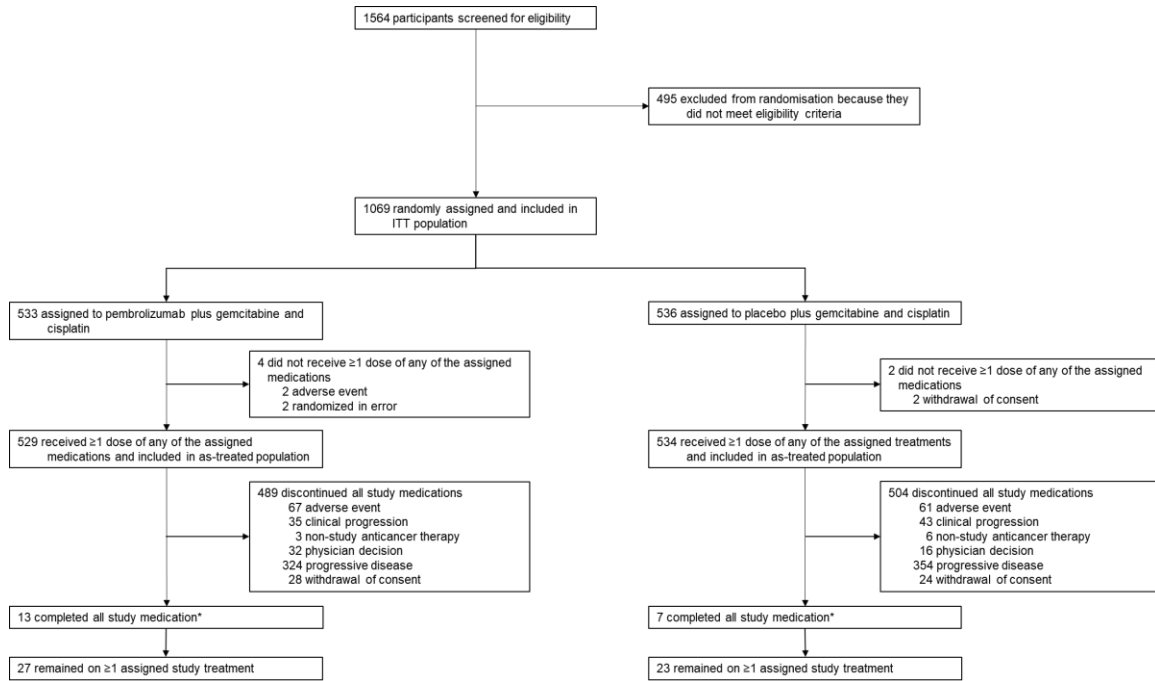 1564 participants screened for eligibility
495 excluded from randomisation because they
did not meet eligibility criteria
1069 randomly assigned and included in
ITT population
533 assigned to pembrolizumab plus gemcitabine and
cisplatin
4 did not receive ≥1 dose of any of the assigned
medications
2 adverse event
2 randomized in error
529 received ≥1 dose of any of the assigned
medications and included in as-treated population
489 discontinued all study medications
67 adverse event
35 clinical progression
3 non-study anticancer therapy
32 physician decision
324 progressive disease
28 withdrawal of consent
13 completed all study medication*
27 remained on ≥1 assigned study treatment
536 assigned to placebo plus gemcitabine and cisplatin
2 did not receive ≥1 dose of any of the assigned
medications
2 withdrawal of consent
534 received ≥1 dose of any of the assigned treatments
and included in as-treated population
504 discontinued all study medications
61 adverse event
43 clinical progression
6 non-study anticancer therapy
16 physician decision
354 progressive disease
24 withdrawal of consent
7 completed all study medication*
23 remained on ≥1 assigned study treatment